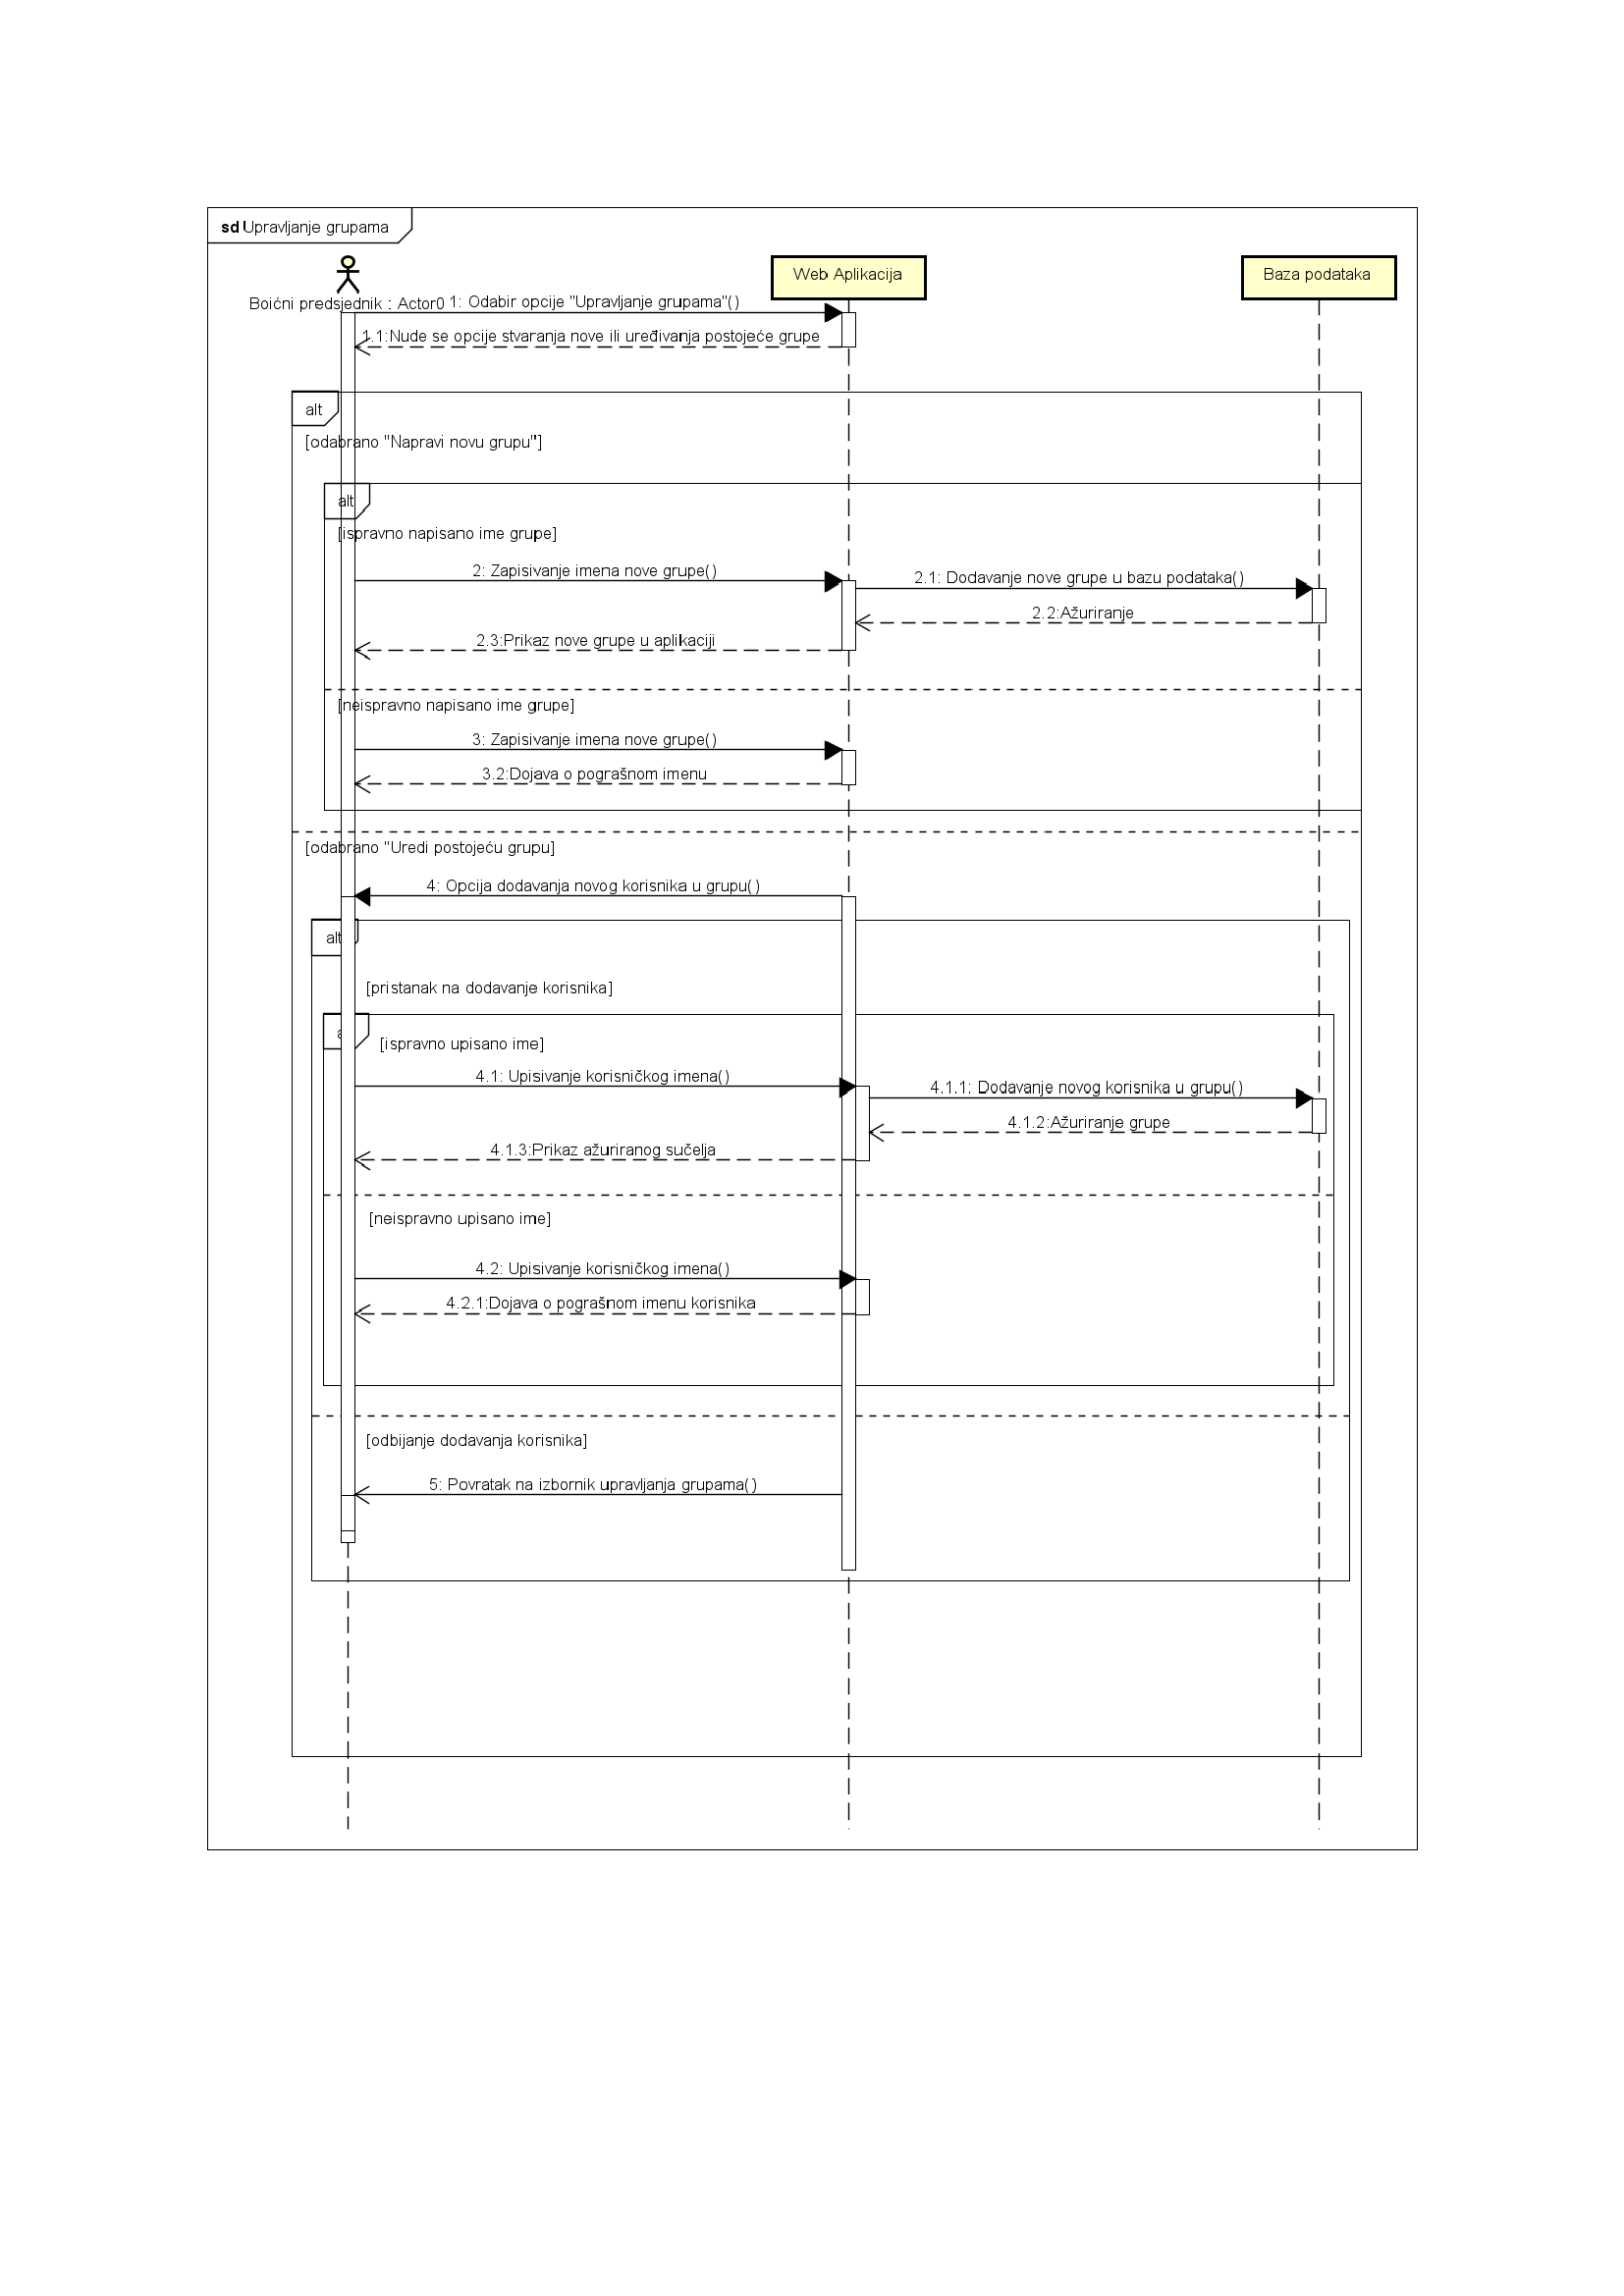 sd Upravljanje grupama
Web Aplikacija
Baza podataka
Boićni predsjednik : Actor0
1: Odabir opcije "Upravljanje grupama"()
1.1:Nude se opcije stvaranja nove ili uređivanja postojeće grupe
alt
[odabrano "Napravi novu grupu"]
alt
[ispravno napisano ime grupe]
2: Zapisivanje imena nove grupe()
2.1: Dodavanje nove grupe u bazu podataka()
2.2:Ažuriranje
2.3:Prikaz nove grupe u aplikaciji
[neispravno napisano ime grupe]
3: Zapisivanje imena nove grupe()
3.2:Dojava o pograšnom imenu
[odabrano "Uredi postojeću grupu]
4: Opcija dodavanja novog korisnika u grupu()
alt
[pristanak na dodavanje korisnika]
a
[ispravno upisano ime]
4.1: Upisivanje korisničkog imena()
4.1.1: Dodavanje novog korisnika u grupu()
4.1.2:Ažuriranje grupe
4.1.3:Prikaz ažuriranog sučelja
[neispravno upisano ime]
4.2: Upisivanje korisničkog imena()
4.2.1:Dojava o pograšnom imenu korisnika
[odbijanje dodavanja korisnika]
5: Povratak na izbornik upravljanja grupama()